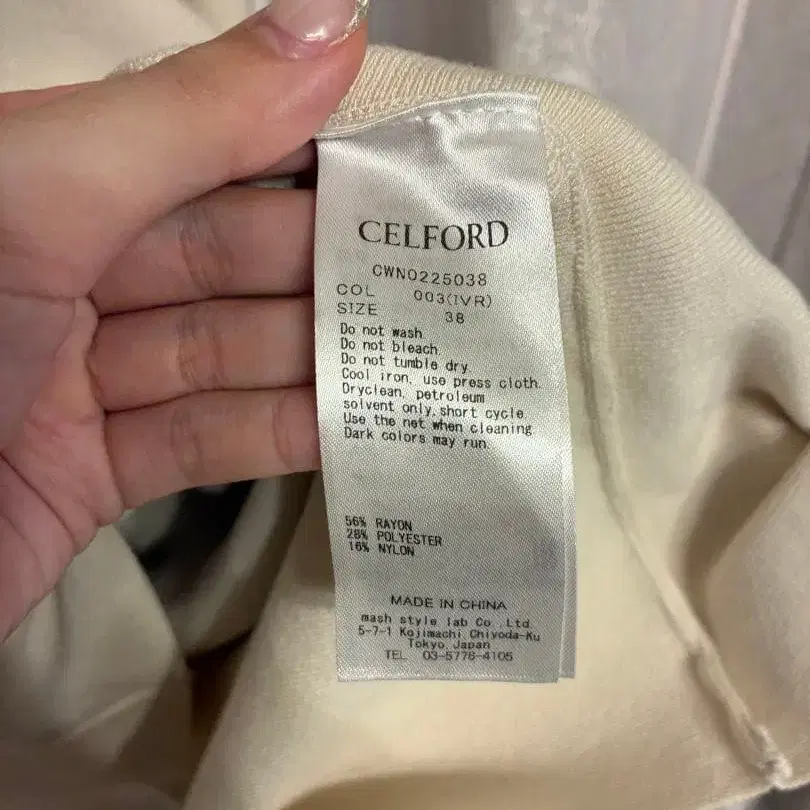 CELFORD
CWNO225038
COL 003(IVR)
SIZE 38
Do not wash.
Do not bleach.
Do not tumble dry.
Cool iron, use press cloth.
Dryclean, petroleum
solvent only, short cycle.
Use the net when cleaning
Dark colors may run.
56% RAYON
28% POLYESTER
16% NYLON
MADE IN CHINA
mash style lab Co.,Ltd.
5-7-1 Kojimachi Chiyoda-Ku
Tokyo, Japan
TEL 03-5778-4105